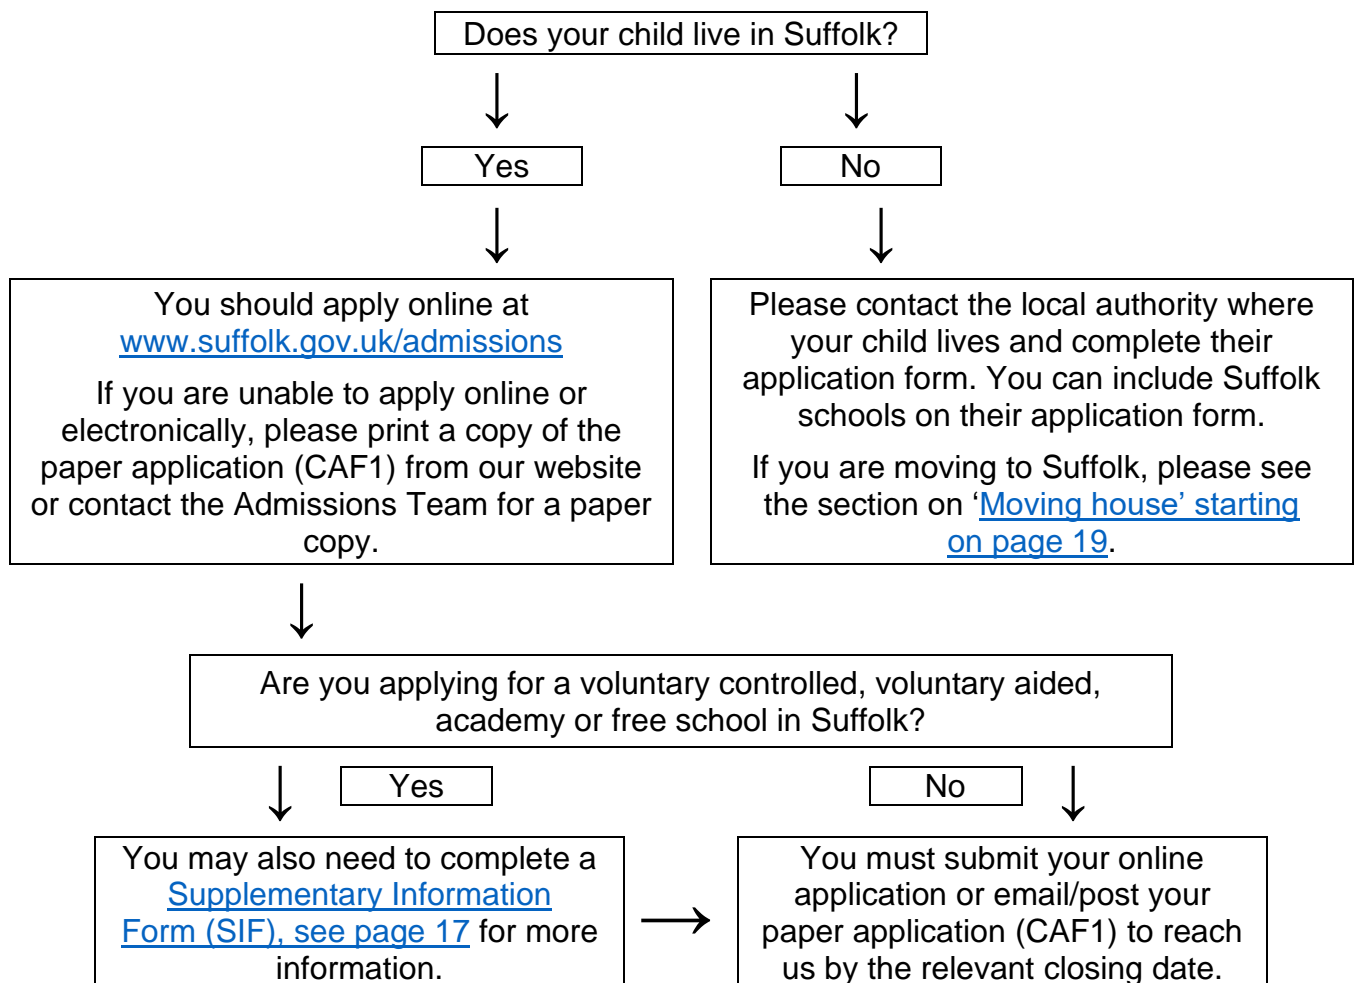 Does your child live in Suffolk?
Yes
No
You should apply online at
www.suffolk.gov.uk/admissions
If you are unable to apply online or
electronically, please print a copy of the
paper application (CAF1) from our website
or contact the Admissions Team for a paper
copy.
Please contact the local authority where
your child lives and complete their
application form. You can include Suffolk
schools on their application form.
If you are moving to Suffolk, please see
the section on ‘Moving house’ starting
on page 19.
Are you applying for a voluntary controlled, voluntary aided,
academy or free school in Suffolk?
Yes
No
You may also need to complete a
Supplementary Information
Form (SIF), see page 17 for more
information.
You must submit your online
application or email/post your
paper application (CAF1) to reach
us by the relevant closing date.